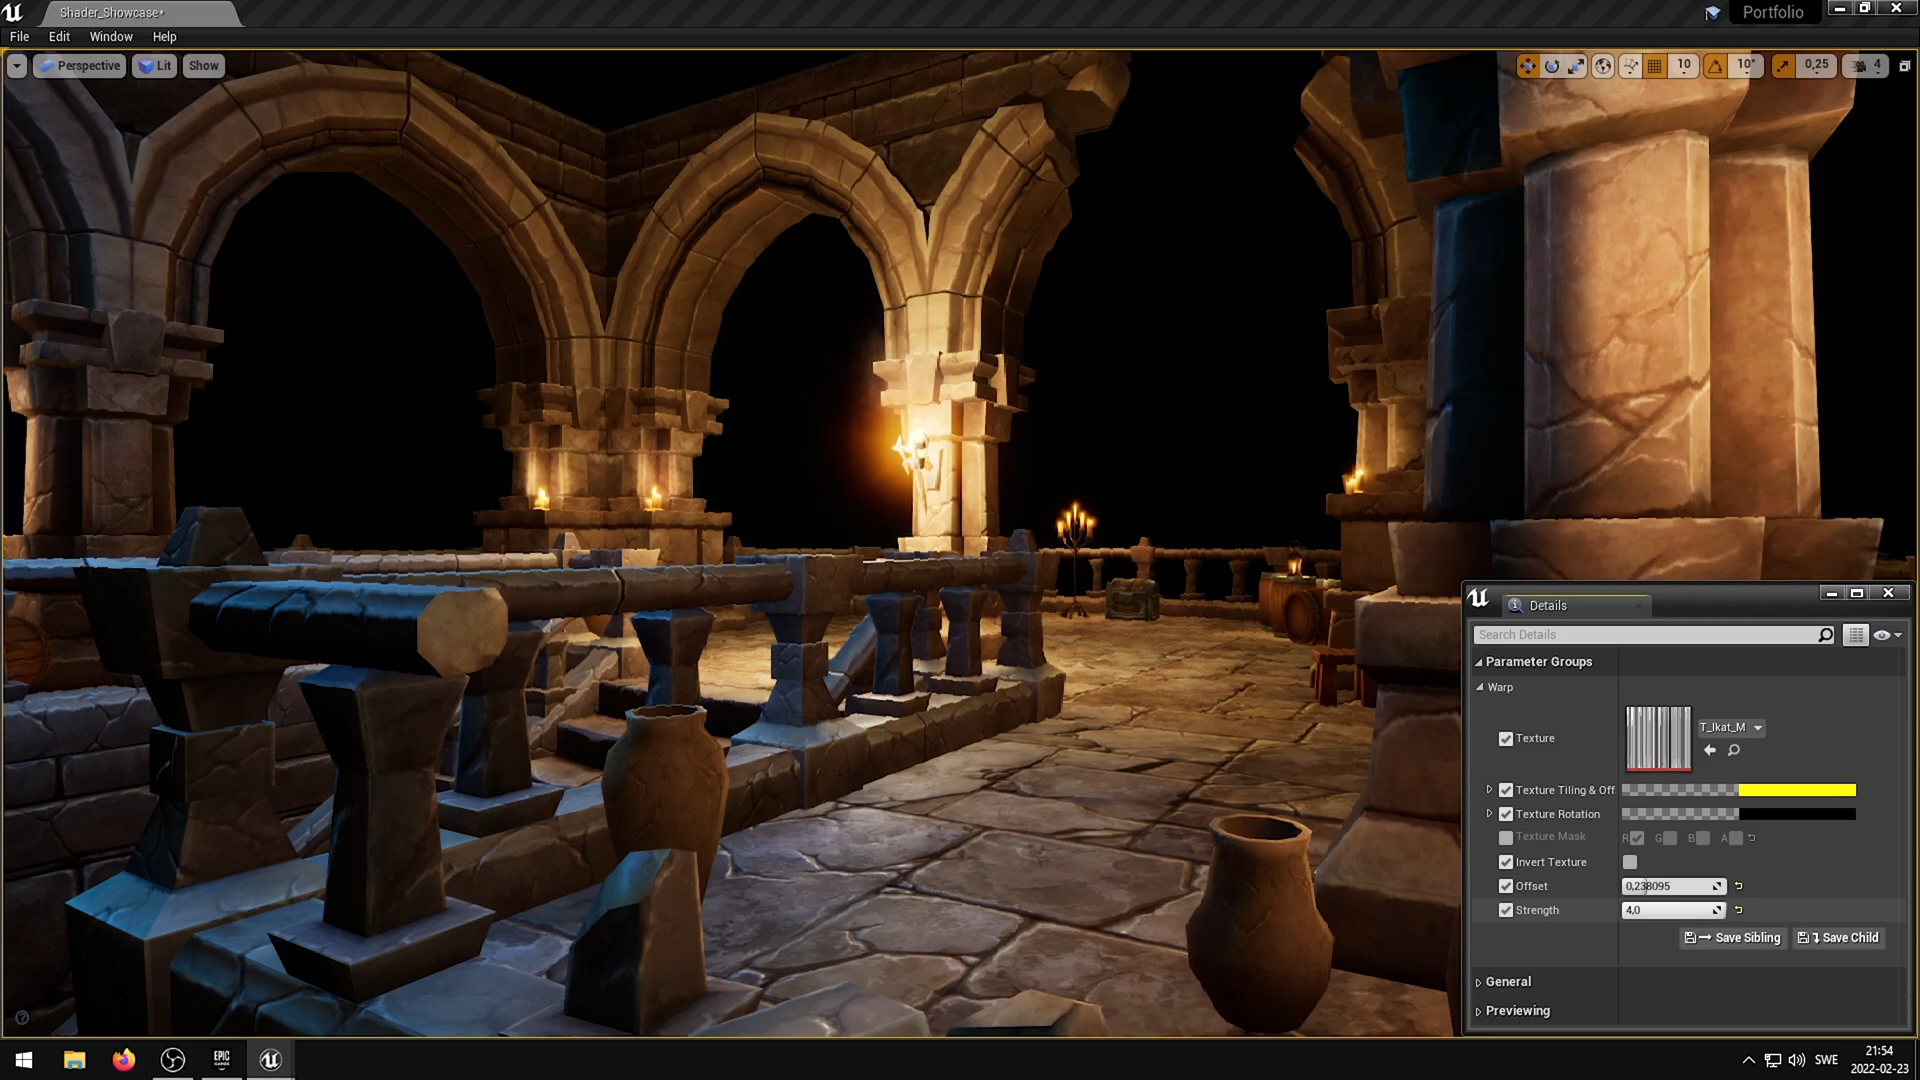 Shader_Showcase*
Portfolio
File Edit Window Help
Perspective Lit Show
10 10° 0,25 4
Details
Search Details
Parameter Groups
Warp
Texture T_Ikat_M
Texture Tiling & Off
Texture Rotation
Texture Mask R G B A
Invert Texture
Offset 0,238095
Strength 4,0
Save Sibling Save Child
General
Previewing
EPIC
GAMES
SWE
21:54
2022-02-23